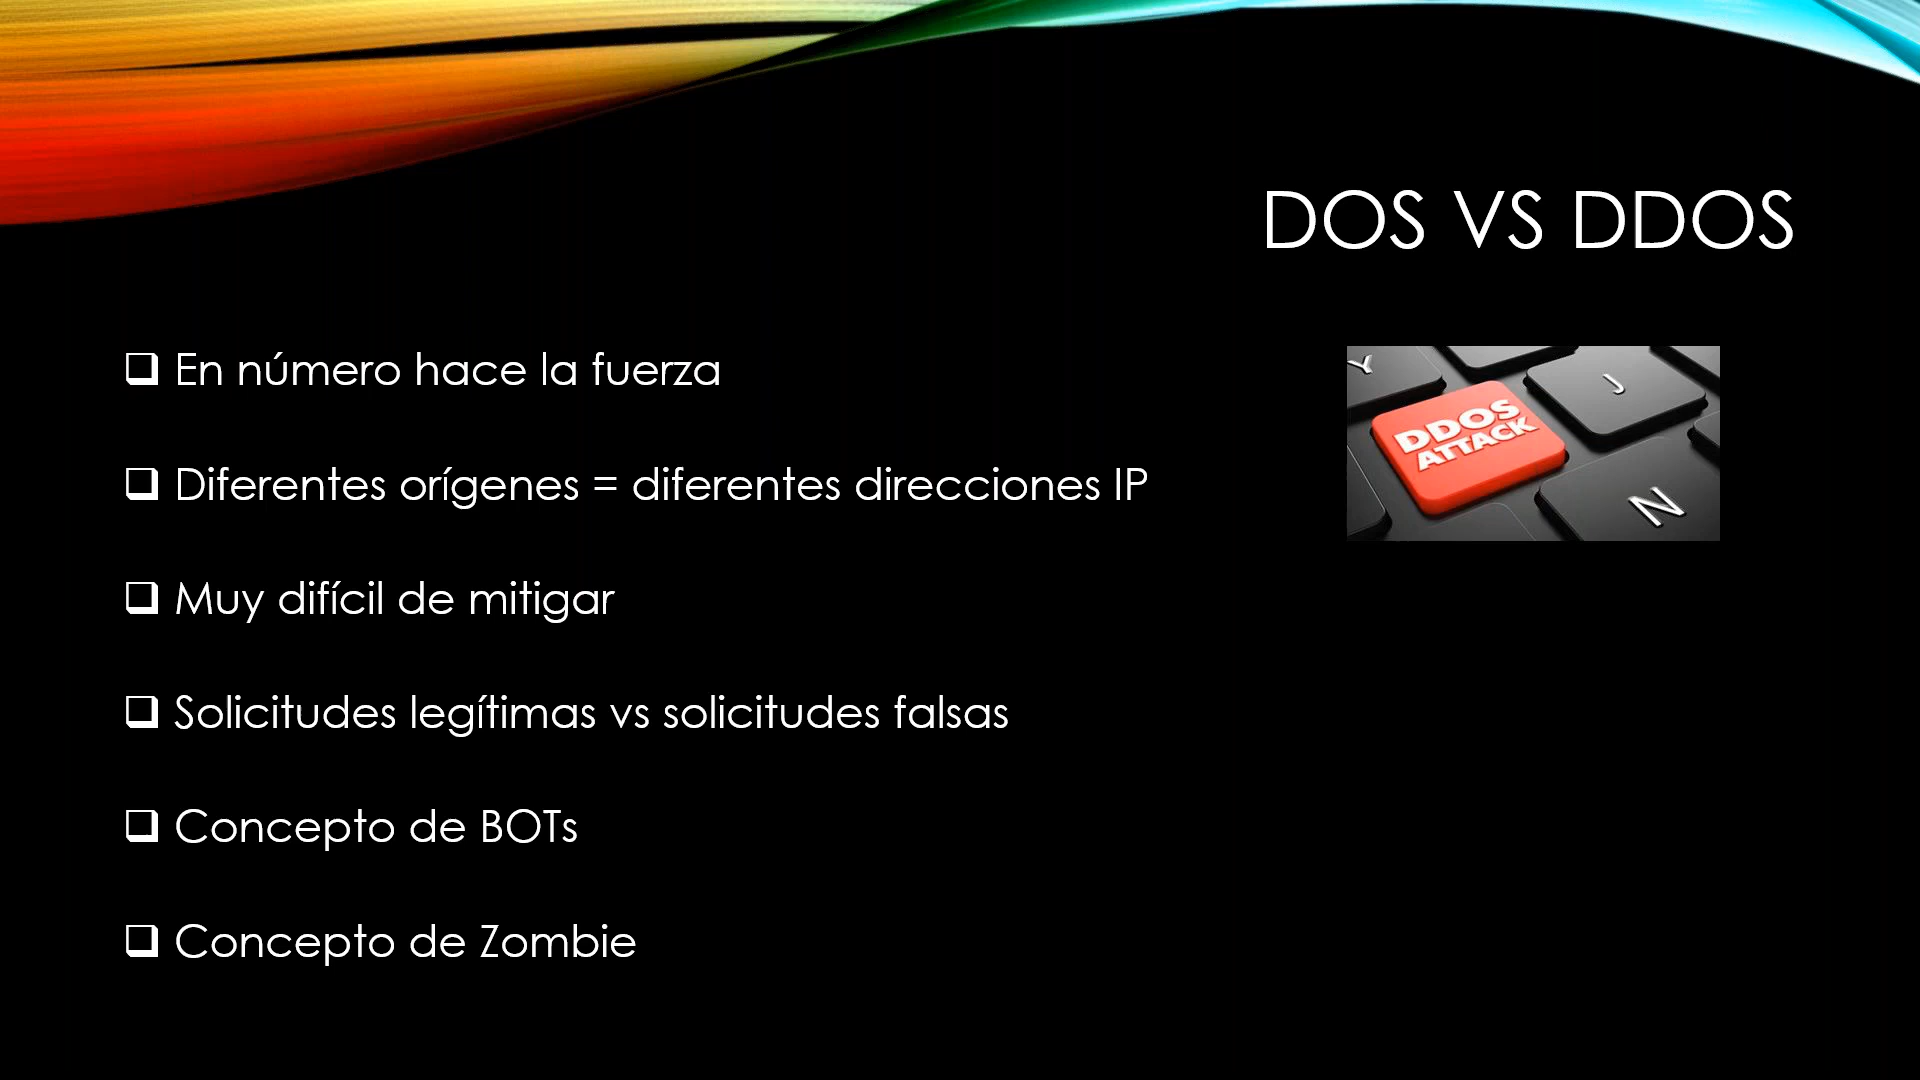 DOS VS DDOS
En número hace la fuerza
Diferentes orígenes = diferentes direcciones IP
Muy difícil de mitigar
Solicitudes legítimas vs solicitudes falsas
Concepto de BOTs
Concepto de Zombie
Y
J
DDOS
ATTACK
N